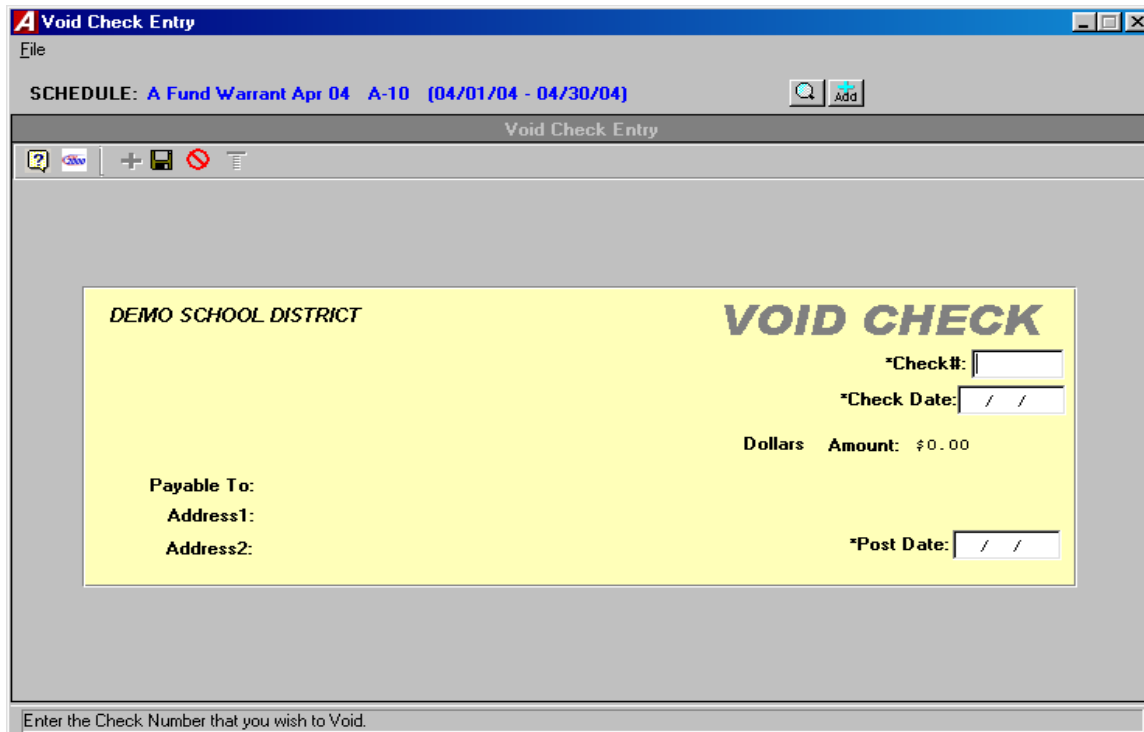 Void Check Entry
File
SCHEDULE: A Fund Warrant Apr 04 A-10 (04/01/04 - 04/30/04) Add
Void Check Entry
DEMO SCHOOL DISTRICT
VOID CHECK
*Check#:
*Check Date: / /
Dollars Amount: $0.00
Payable To:
Address1:
Address2:
*Post Date: / /
Enter the Check Number that you wish to Void.